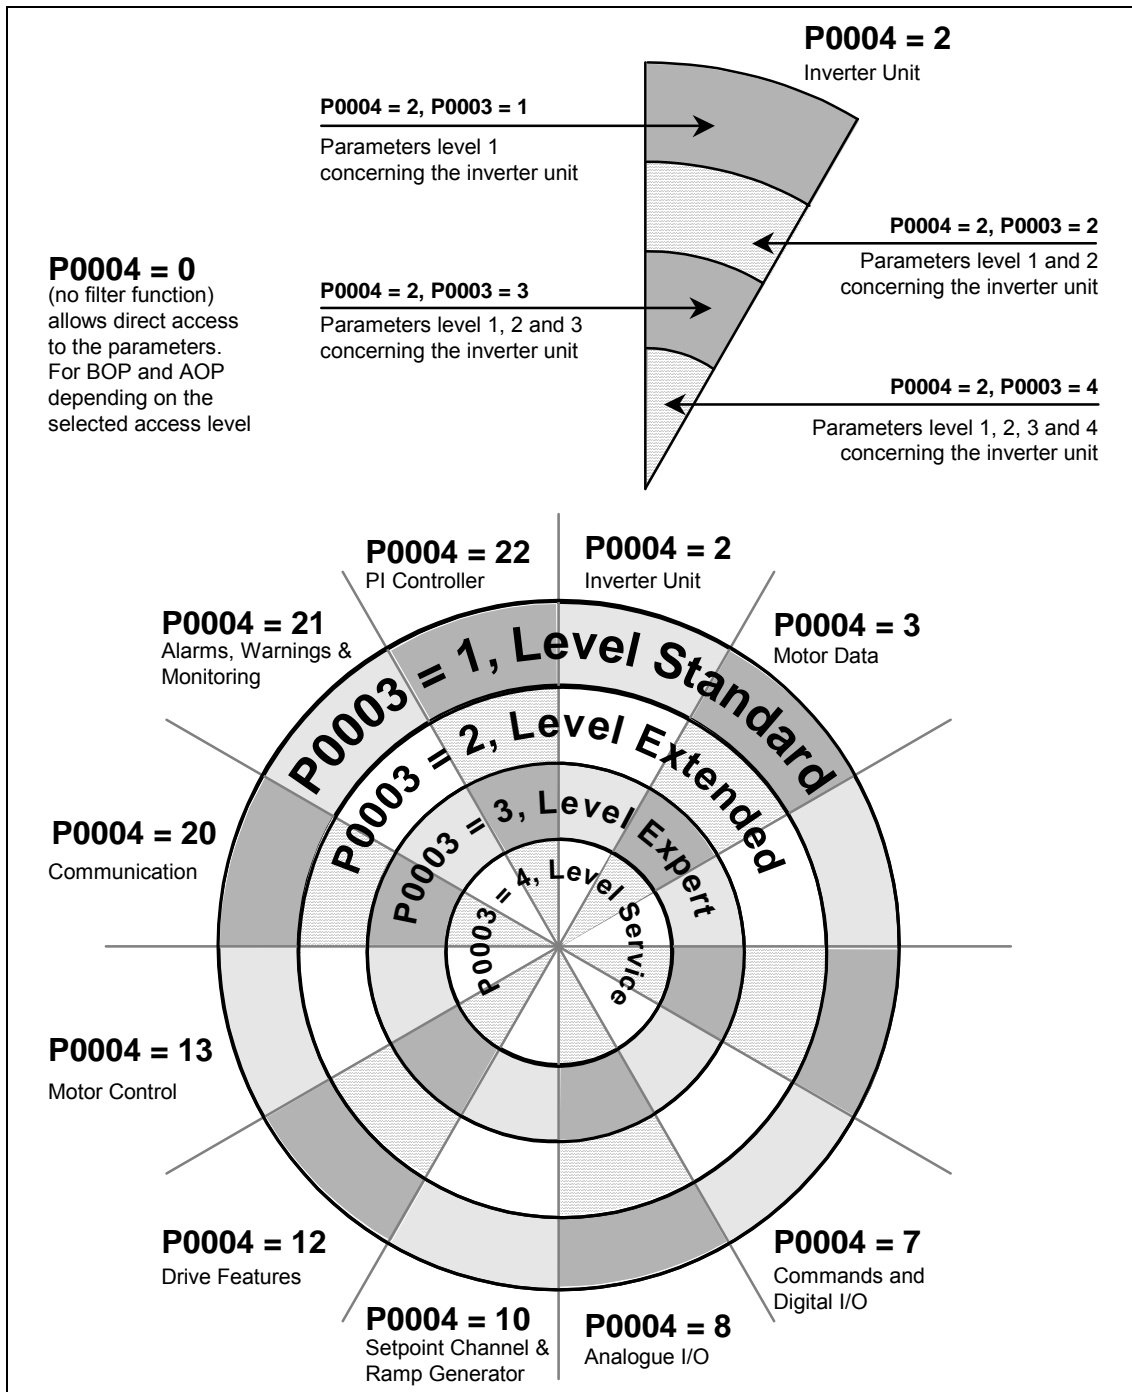 P0004 = 2
Inverter Unit
P0004 = 2, P0003 = 1
Parameters level 1
concerning the inverter unit
P0004 = 2, P0003 = 2
Parameters level 1 and 2
concerning the inverter unit
P0004 = 0
(no filter function)
allows direct access
to the parameters.
For BOP and AOP
depending on the
selected access level
P0004 = 2, P0003 = 3
Parameters level 1, 2 and 3
concerning the inverter unit
P0004 = 2, P0003 = 4
Parameters level 1, 2, 3 and 4
concerning the inverter unit
P0004 = 22
PI Controller
P0004 = 2
Inverter Unit
P0004 = 21
Alarms, Warnings &
Monitoring
P0004 = 3
Motor Data
P0003 = 1, Level Standard
P0003 = 2, Level Extended
P0003 = 3, Level Expert
P0003 = 4, Level Service
P0004 = 20
Communication
P0004 = 13
Motor Control
P0004 = 12
Drive Features
P0004 = 7
Commands and
Digital I/O
P0004 = 10
Setpoint Channel &
Ramp Generator
P0004 = 8
Analogue I/O